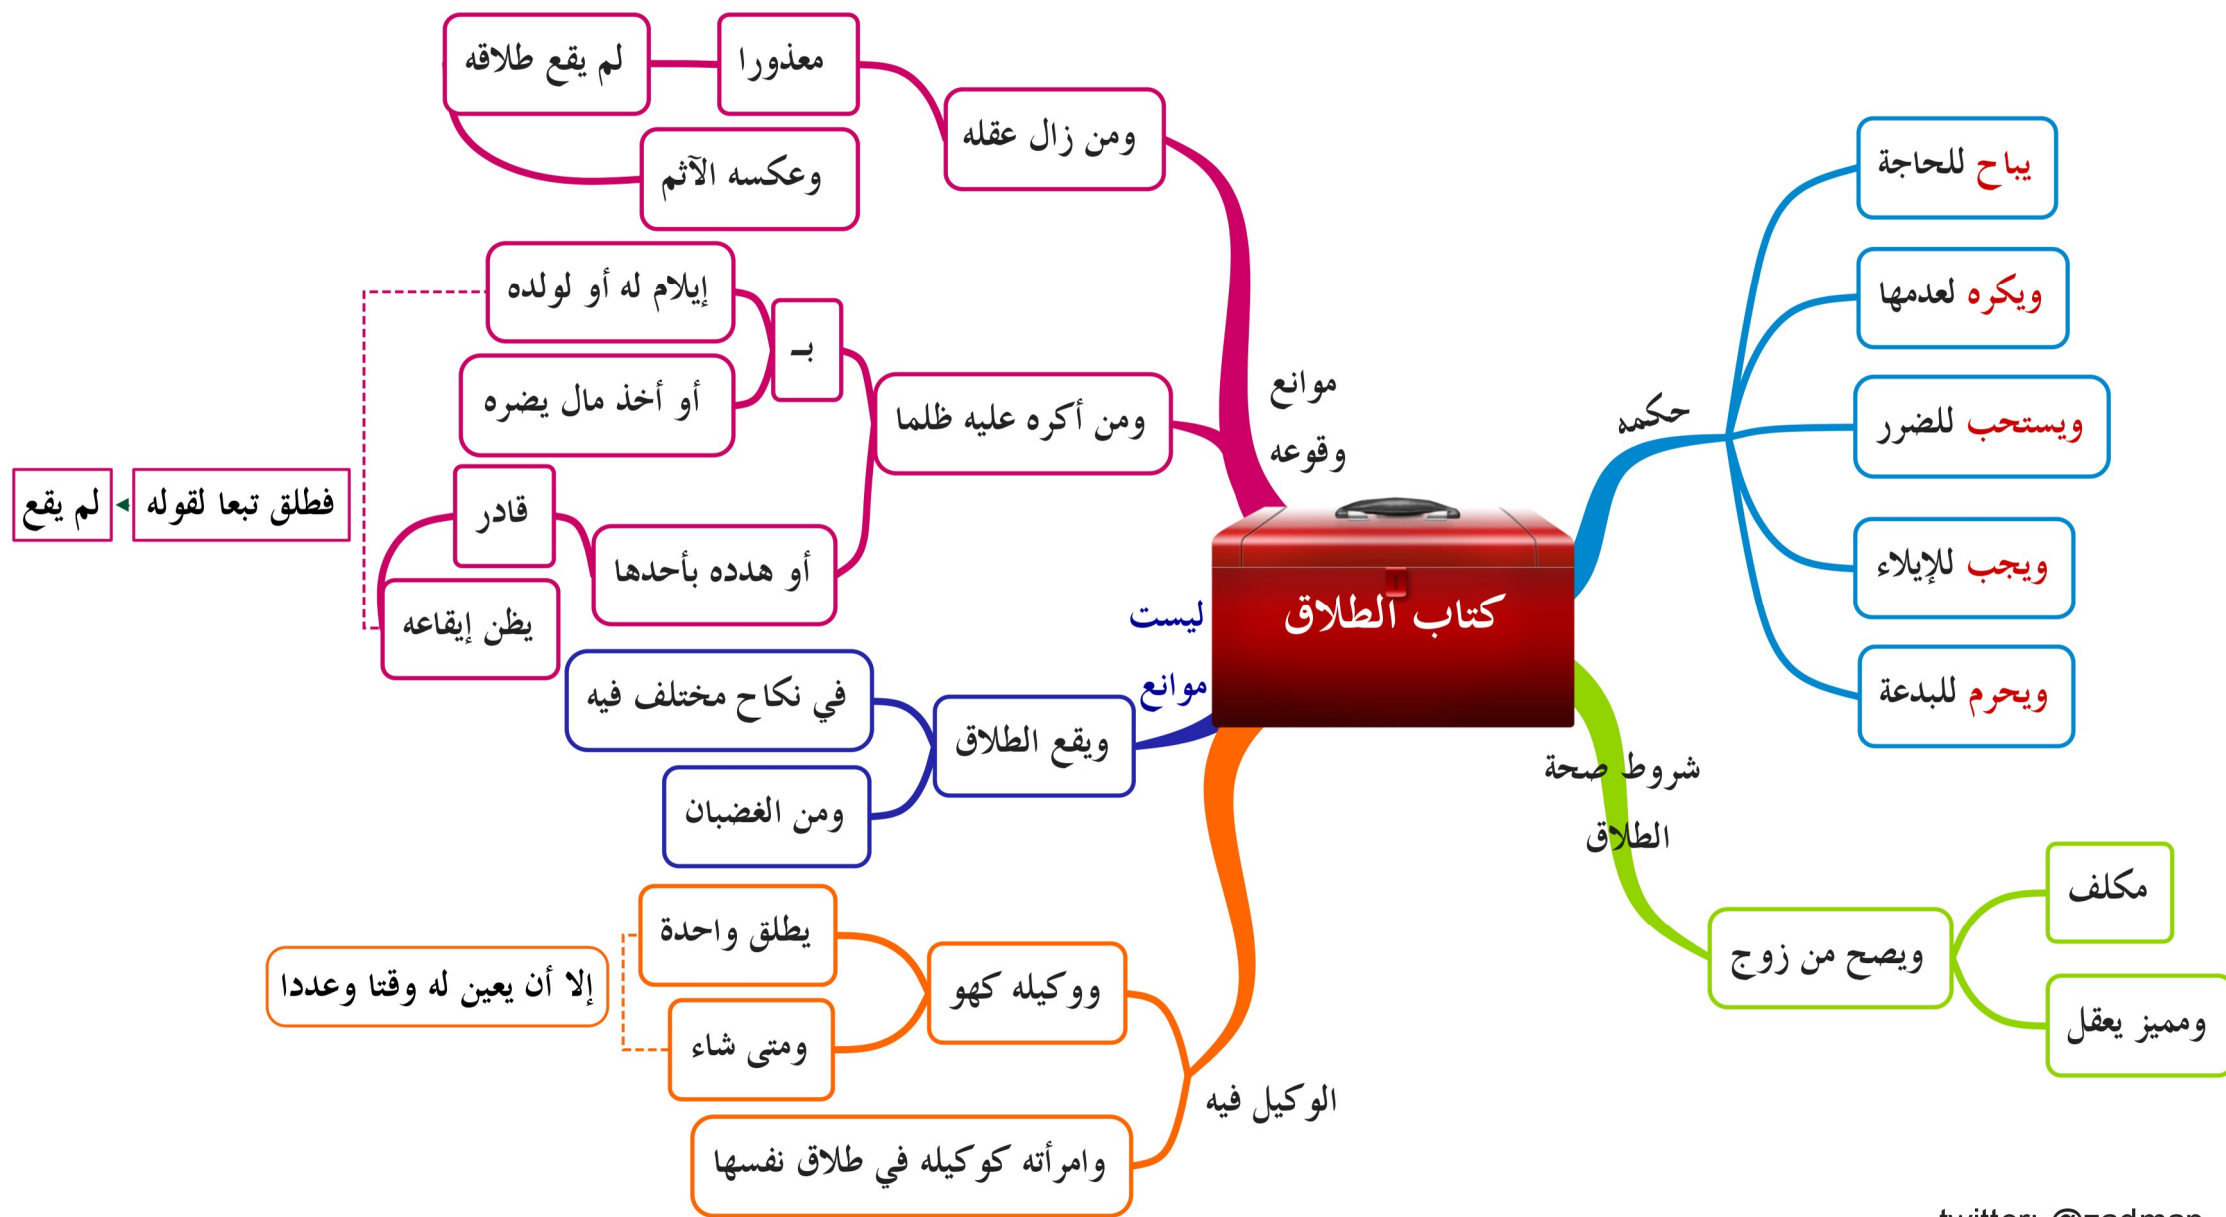 كتاب الطلاق
حكمه
يباح للحاجة
ويكره لعدمها
ويستحب للضرر
ويجب للإيلاء
ويحرم للبدعة
شروط صحة
الطلاق
ويصح من زوج
مكلف
ومميز يعقل
موانع
وقوعه
ومن زال عقله
معذورا
لم يقع طلاقه
وعكسه الآثم
ومن أكره عليه ظلما
بـ
إيلام له أو لولده
أو أخذ مال يضره
أو هدده بأحدها
قادر
يظن إيقاعه
فطلق تبعا لقوله
لم يقع
ليست
موانع
ويقع الطلاق
في نكاح مختلف فيه
ومن الغضبان
الوكيل فيه
ووكيله كهو
يطلق واحدة
ومتى شاء
إلا أن يعين له وقتا وعددا
وامرأته كوكيله في طلاق نفسها
twitter: @zadmap